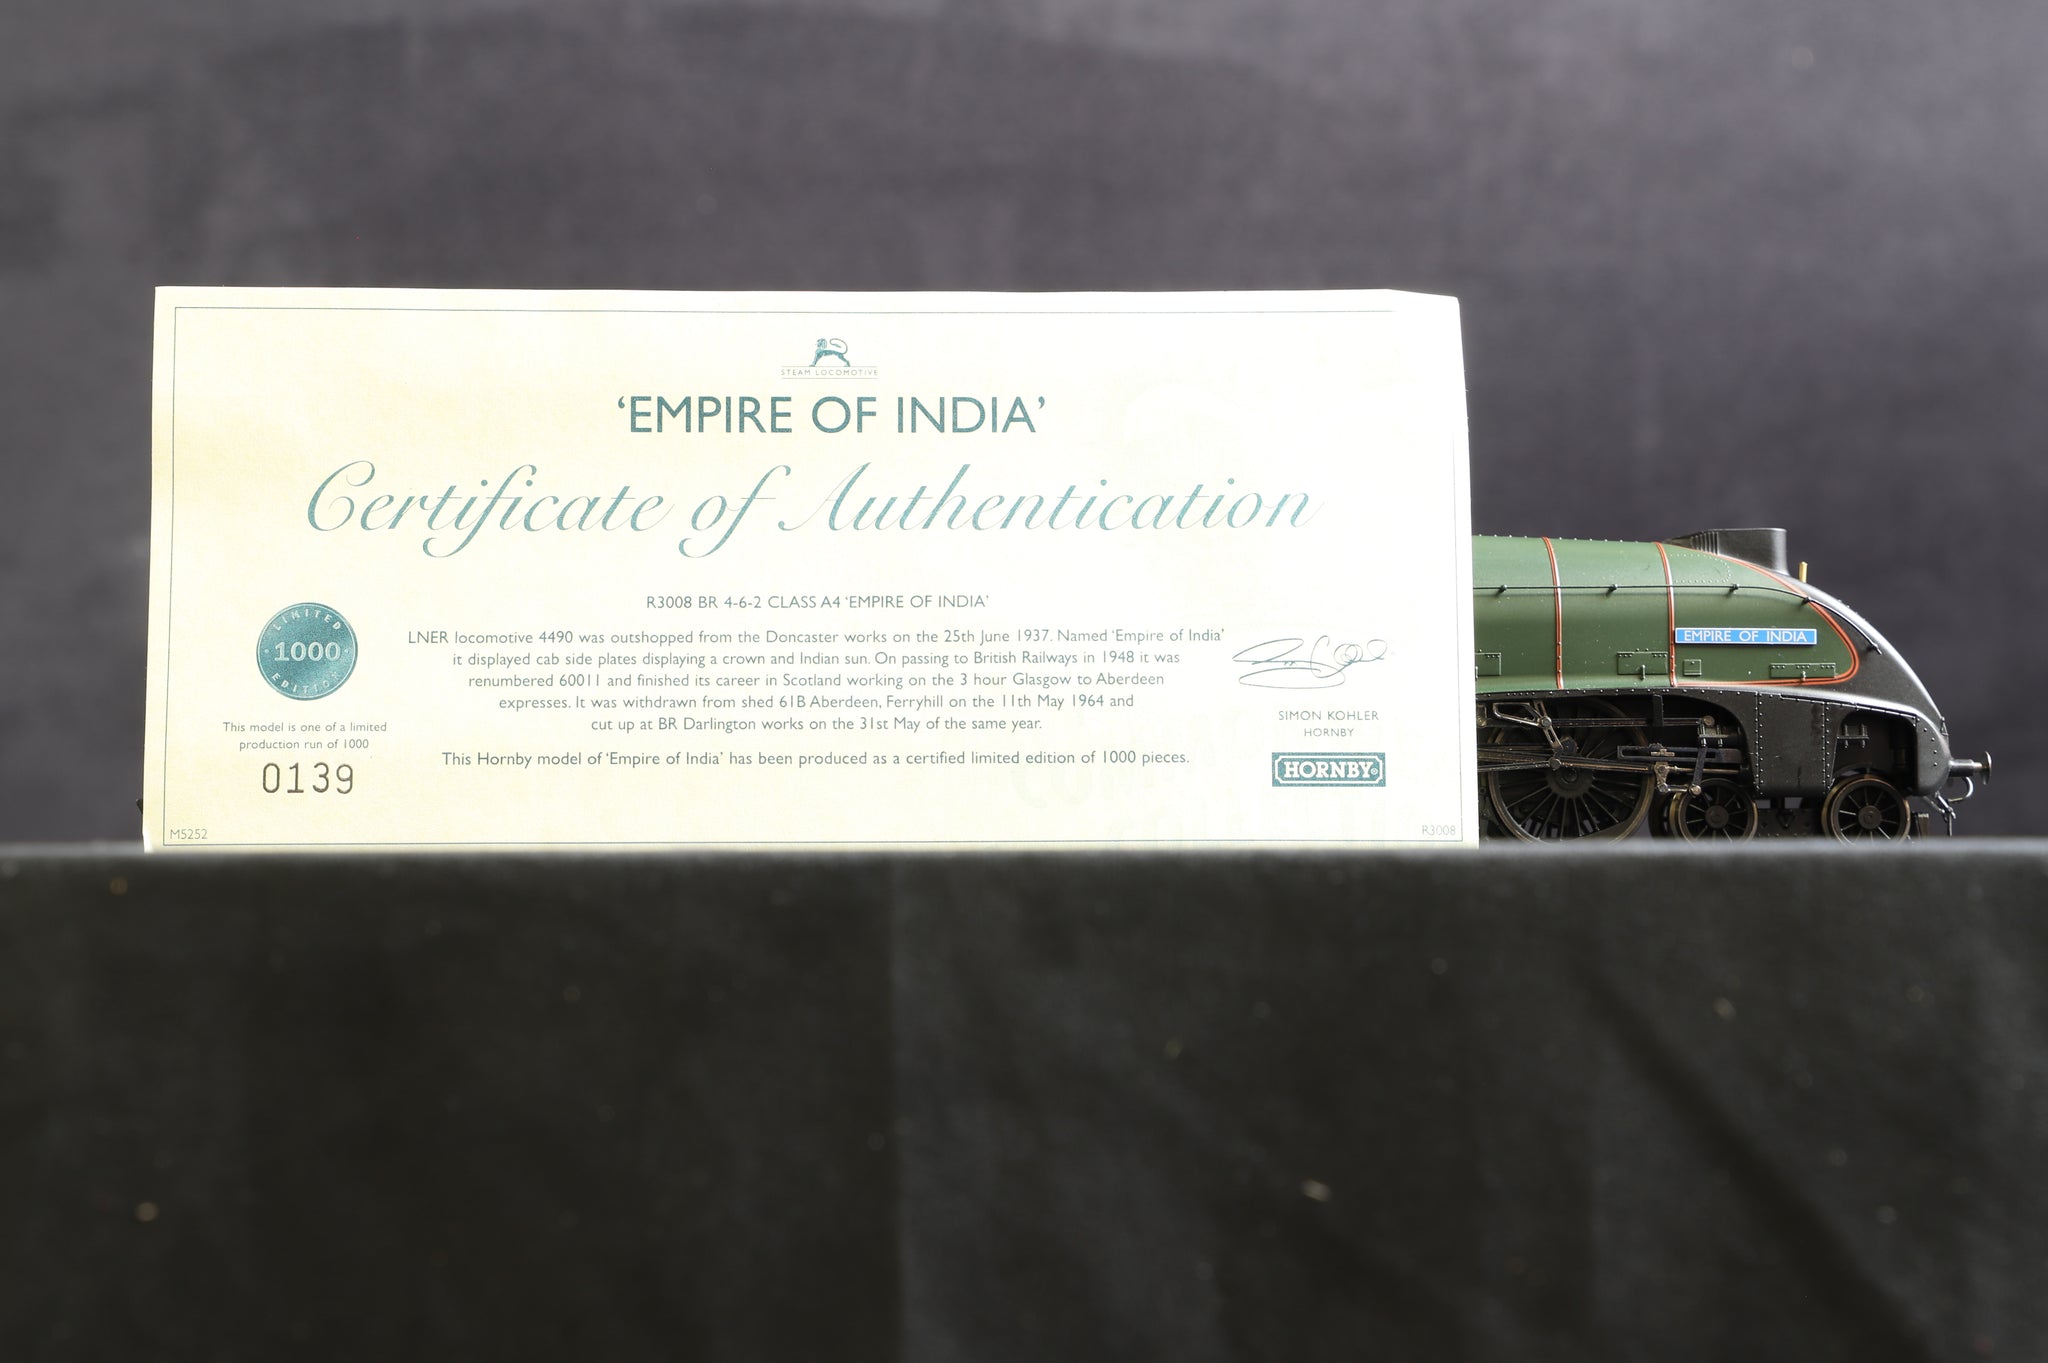 STEAM LOCOMOTIVE
‘EMPIRE OF INDIA’
Certificate of Authentication
R3008 BR 4-6-2 CLASS A4 ‘EMPIRE OF INDIA’
LNER locomotive 4490 was outshopped from the Doncaster works on the 25th June 1937. Named ‘Empire of India’
it displayed cab side plates displaying a crown and Indian sun. On passing to British Railways in 1948 it was
renumbered 60011 and finished its career in Scotland working on the 3 hour Glasgow to Aberdeen
expresses. It was withdrawn from shed 61B Aberdeen, Ferryhill on the 11th May 1964 and
cut up at BR Darlington works on the 31st May of the same year.
This Hornby model of ‘Empire of India’ has been produced as a certified limited edition of 1000 pieces.
LIMITED
· 1000 ·
EDITION
This model is one of a limited
production run of 1000
0139
M5252
SIMON KOHLER
HORNBY
HORNBY®
R3008
EMPIRE OF INDIA